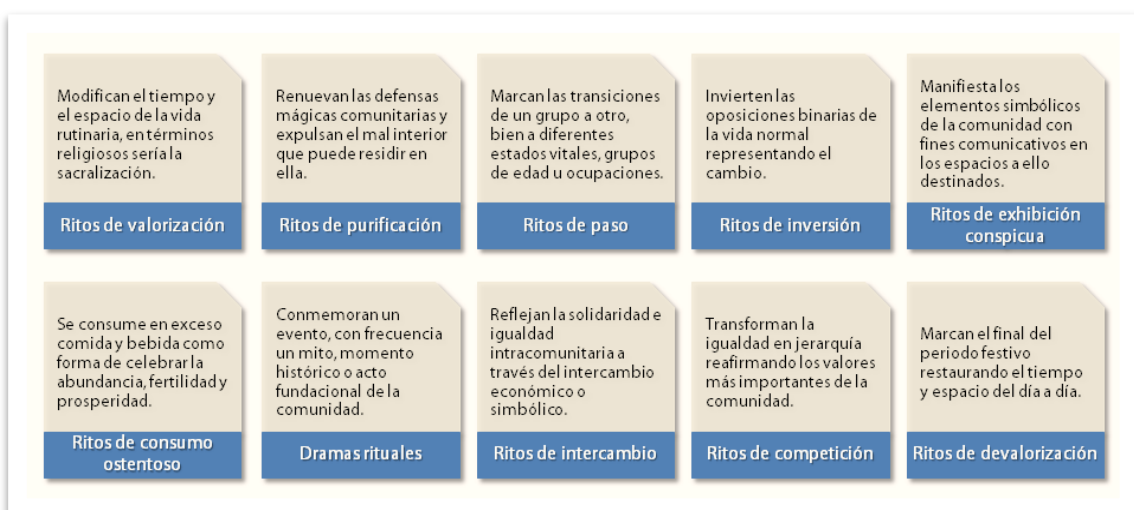 Modifican el tiempo y
el espacio de la vida
rutinaria, en términos
religiosos sería la
sacralización.
Ritos de valorización
Renuevan las defensas
mágicas comunitarias y
expulsan el mal interior
que puede residir en
ella.
Ritos de purificación
Marcan las transiciones
de un grupo a otro,
bien a diferentes
estados vitales, grupos
de edad u ocupaciones.
Ritos de paso
Invierten las
oposiciones binarias de
la vida normal
representando el
cambio.
Ritos de inversión
Manifiesta los
elementos simbólicos
de la comunidad con
fines comunicativos en
los espacios a ello
destinados.
Ritos de exhibición
conspicua
Se consume en exceso
comida y bebida como
forma de celebrar la
abundancia, fertilidad y
prosperidad.
Ritos de consumo
ostentoso
Conmemoran un
evento, con frecuencia
un mito, momento
histórico o acto
fundacional de la
comunidad.
Dramas rituales
Reflejan la solidaridad e
igualdad
intracomunitaria a
través del intercambio
económico o
simbólico.
Ritos de intercambio
Transforman la
igualdad en jerarquía
reafirmando los valores
más importantes de la
comunidad.
Ritos de competición
Marcan el final del
periodo festivo
restaurando el tiempo
y espacio del día a día.
Ritos de devalorización